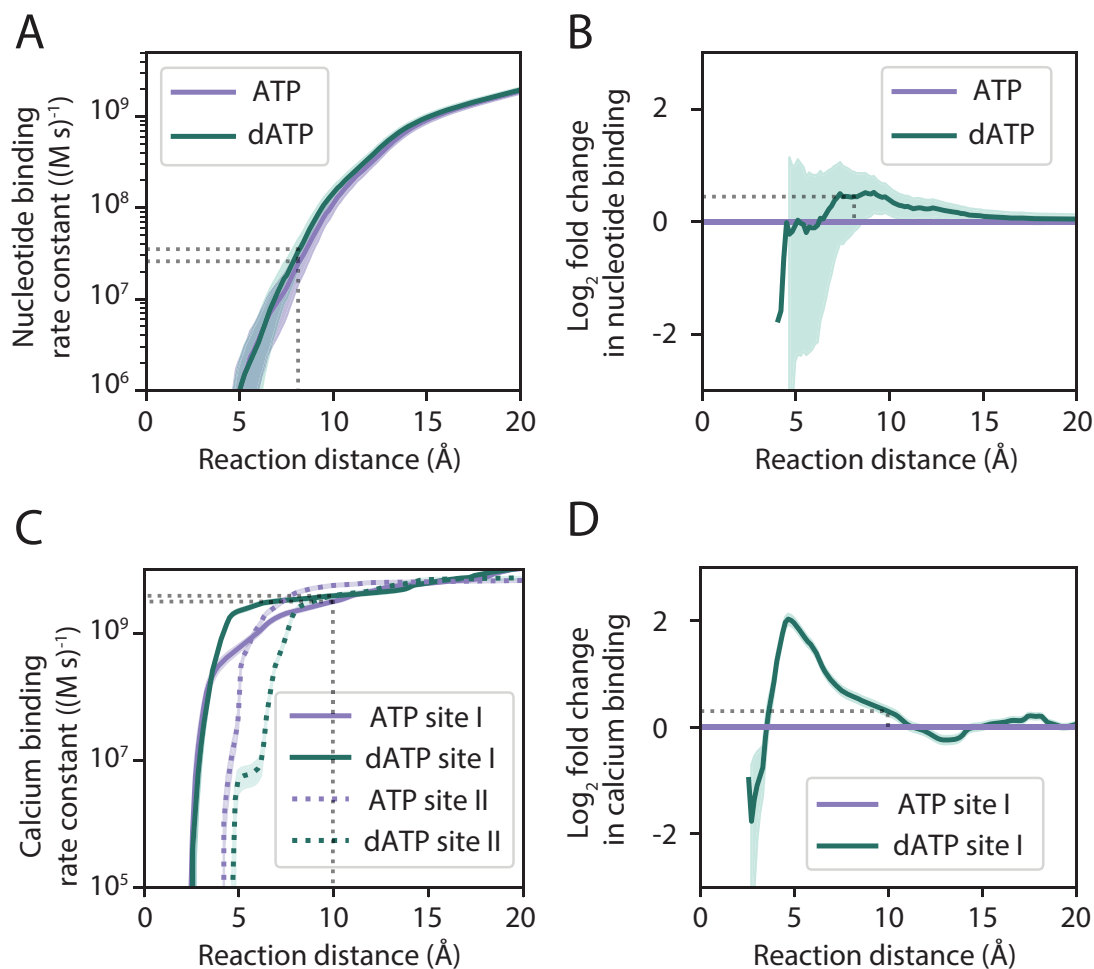 A
Nucleotide binding
rate constant ((M s)⁻¹)
10⁹
10⁸
10⁷
10⁶
ATP
dATP
0 5 10 15 20
Reaction distance (Å)
B
Log₂ fold change
in nucleotide binding
2
0
-2
ATP
dATP
0 5 10 15 20
Reaction distance (Å)
C
Calcium binding
rate constant ((M s)⁻¹)
10⁹
10⁷
10⁵
ATP site I
dATP site I
ATP site II
dATP site II
0 5 10 15 20
Reaction distance (Å)
D
Log₂ fold change
in calcium binding
2
0
-2
ATP site I
dATP site I
0 5 10 15 20
Reaction distance (Å)